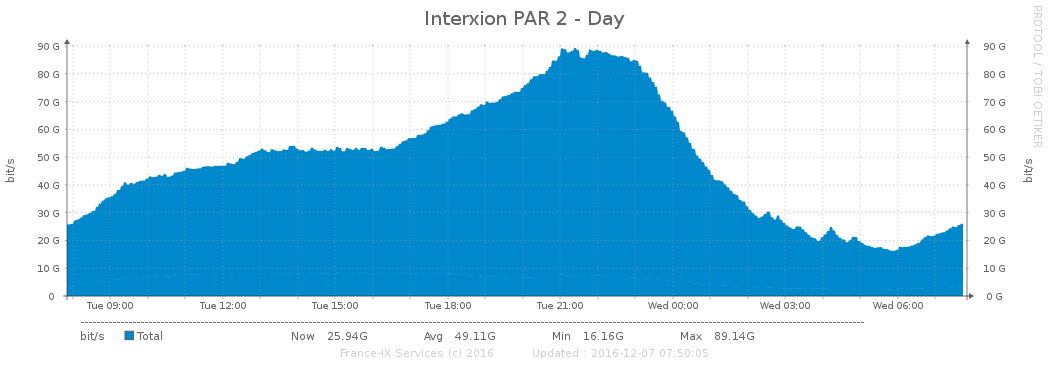 Interxion PAR 2 - Day
RRDTOOL / TOBI OETIKER
bit/s
bit/s
90 G 90 G
80 G 80 G
70 G 70 G
60 G 60 G
50 G 50 G
40 G 40 G
30 G 30 G
20 G 20 G
10 G 10 G
0 0 G
Tue 09:00 Tue 12:00 Tue 15:00 Tue 18:00 Tue 21:00 Wed 00:00 Wed 03:00 Wed 06:00
bit/s Total Now 25.94G Avg 49.11G Min 16.16G Max 89.14G
France-IX Services (c) 2016 Updated : 2016-12-07 07:50:05